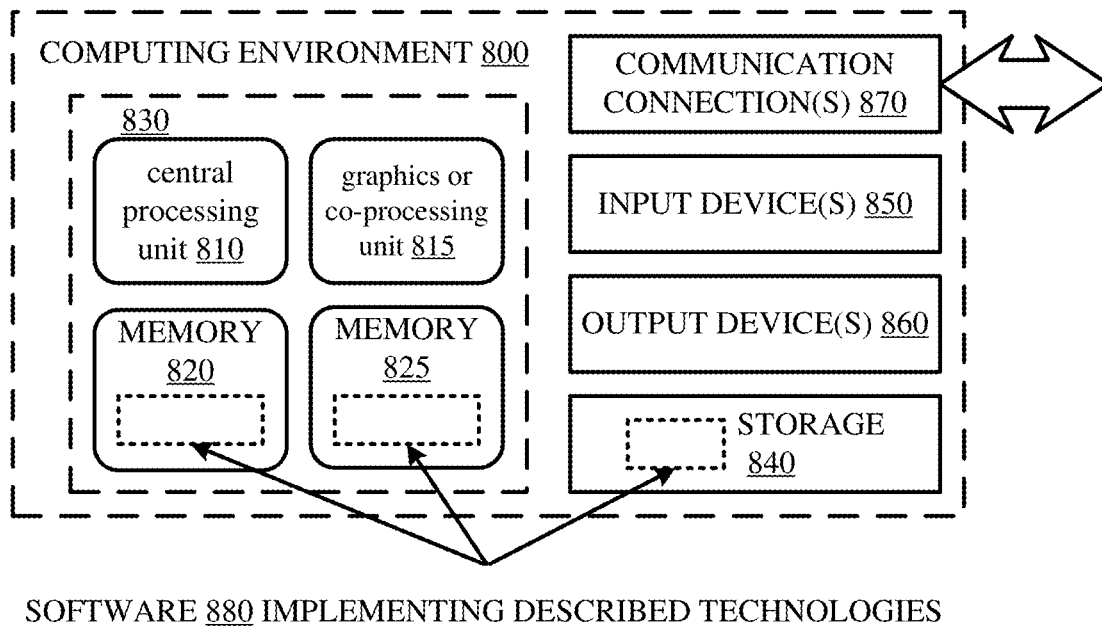 COMPUTING ENVIRONMENT 800
830
central
processing
unit 810
graphics or
co-processing
unit 815
MEMORY
820
MEMORY
825
COMMUNICATION
CONNECTION(S) 870
INPUT DEVICE(S) 850
OUTPUT DEVICE(S) 860
STORAGE
840
SOFTWARE 880 IMPLEMENTING DESCRIBED TECHNOLOGIES